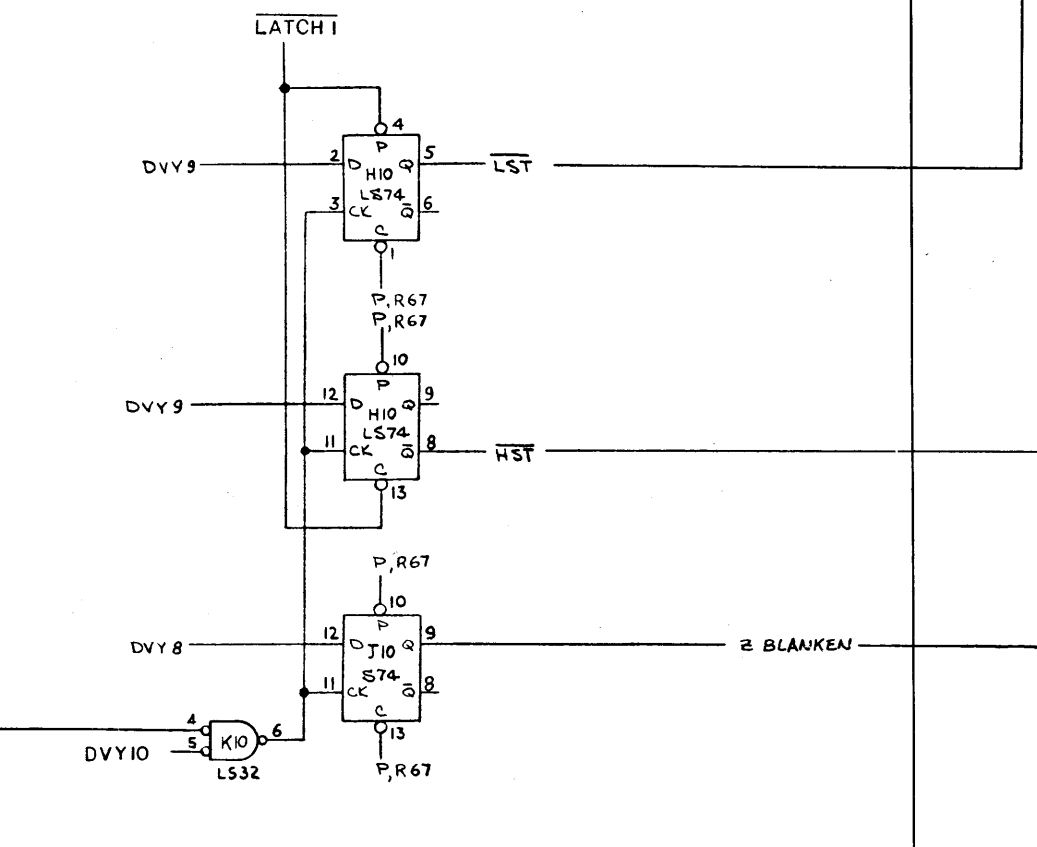 LATCH 1
4
P
DVY9 2 D Q 5 LST
H10
LS74
3 CK Q 6
C
1
P,R67
P,R67
10
P
DVY9 12 D Q 9
H10
LS74
11 CK Q 8 HST
C
13
P,R67
10
P
DVY8 12 D J10 Q 9 Z BLANKEN
S74
11 CK Q 8
C
4 13
K10 6
DVY10 5
LS32
P,R67